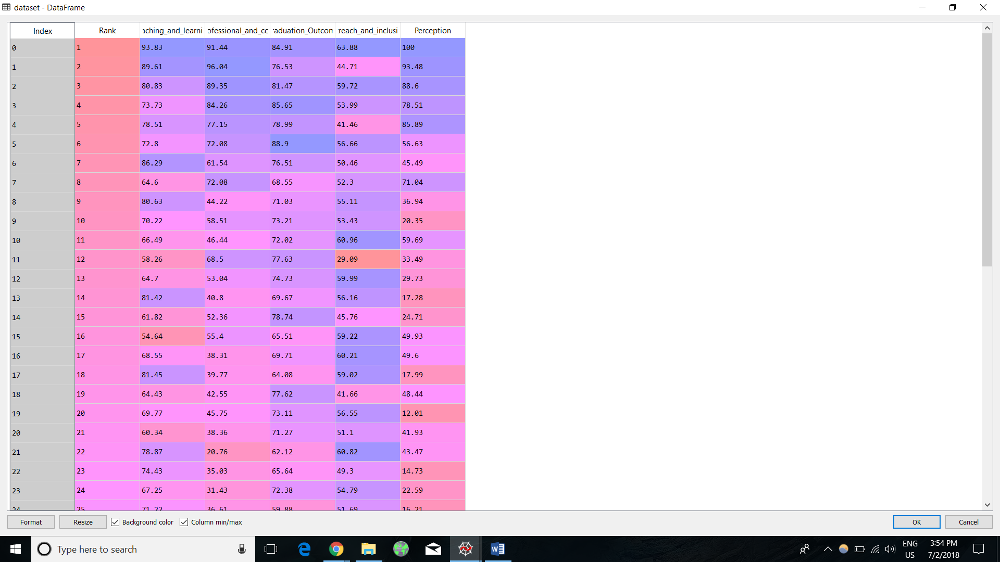 dataset - DataFrame
Index Rank aching_and_learni ofessional_and_cc raduation_Outcom reach_and_inclusi Perception
0 1 93.83 91.44 84.91 63.88 100
1 2 89.61 96.04 76.53 44.71 93.48
2 3 80.83 89.35 81.47 59.72 88.6
3 4 73.73 84.26 85.65 53.99 78.51
4 5 78.51 77.15 78.99 41.46 85.89
5 6 72.8 72.08 88.9 56.66 56.63
6 7 86.29 61.54 76.51 50.46 45.49
7 8 64.6 72.08 68.55 52.3 71.04
8 9 80.63 44.22 71.03 55.11 36.94
9 10 70.22 58.51 73.21 53.43 20.35
10 11 66.49 46.44 72.02 60.96 59.69
11 12 58.26 68.5 77.63 29.09 33.49
12 13 64.7 53.04 74.73 59.99 29.73
13 14 81.42 40.8 69.67 56.16 17.28
14 15 61.82 52.36 78.74 45.76 24.71
15 16 54.64 55.4 65.51 59.22 49.93
16 17 68.55 38.31 69.71 60.21 49.6
17 18 81.45 39.77 64.08 59.02 17.99
18 19 64.43 42.55 77.62 41.66 48.44
19 20 69.77 45.75 73.11 56.55 12.01
20 21 60.34 38.36 71.27 51.1 41.93
21 22 78.87 20.76 62.12 60.82 43.47
22 23 74.43 35.03 65.64 49.3 14.73
23 24 67.25 31.43 72.38 54.79 22.59
24 25 71.22 36.61 59.88 51.69 16.21
Format Resize Background color Column min/max OK Cancel
Type here to search
ENG 3:54 PM
US 7/2/2018